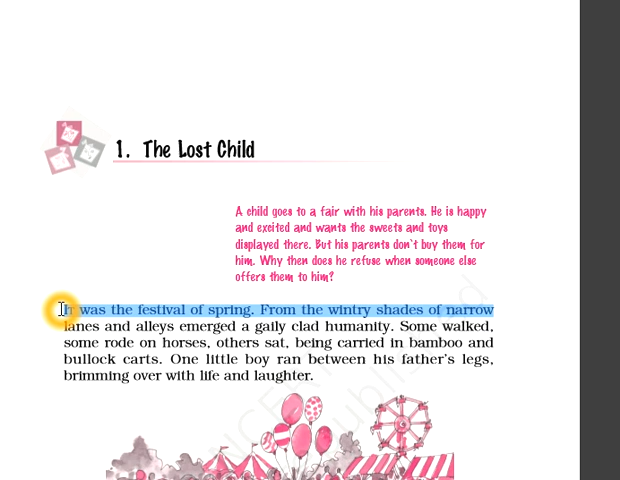 1. The Lost Child
A child goes to a fair with his parents. He is happy
and excited and wants the sweets and toys
displayed there. But his parents don't buy them for
him. Why then does he refuse when someone else
offers them to him?
It was the festival of spring. From the wintry shades of narrow
lanes and alleys emerged a gaily clad humanity. Some walked,
some rode on horses, others sat, being carried in bamboo and
bullock carts. One little boy ran between his father's legs,
brimming over with life and laughter.